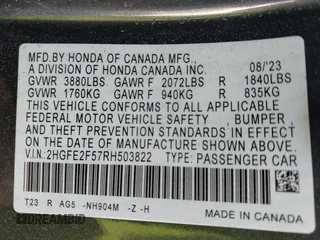 MFD.BY HONDA OF CANADA MFG.,
A DIVISION OF HONDA CANADA INC. 08/'23
GVWR 3880LBS GAWR F 2072LBS R 1840LBS
GVWR 1760KG GAWR F 940KG R 835KG
THIS VEHICLE CONFORMS TO ALL APPLICABLE
FEDERAL MOTOR VEHICLE SAFETY , BUMPER ,
AND THEFT PREVENTION STANDARDS IN EFFECT
ON THE DATE OF MANUFACTURE SHOWN ABOVE.
V.I.N:2HGFE2F57RH503822 TYPE:PASSENGER CAR
T23 R AG5 -NH904M -Z -H
MADE IN CANADA
IDREAMBID